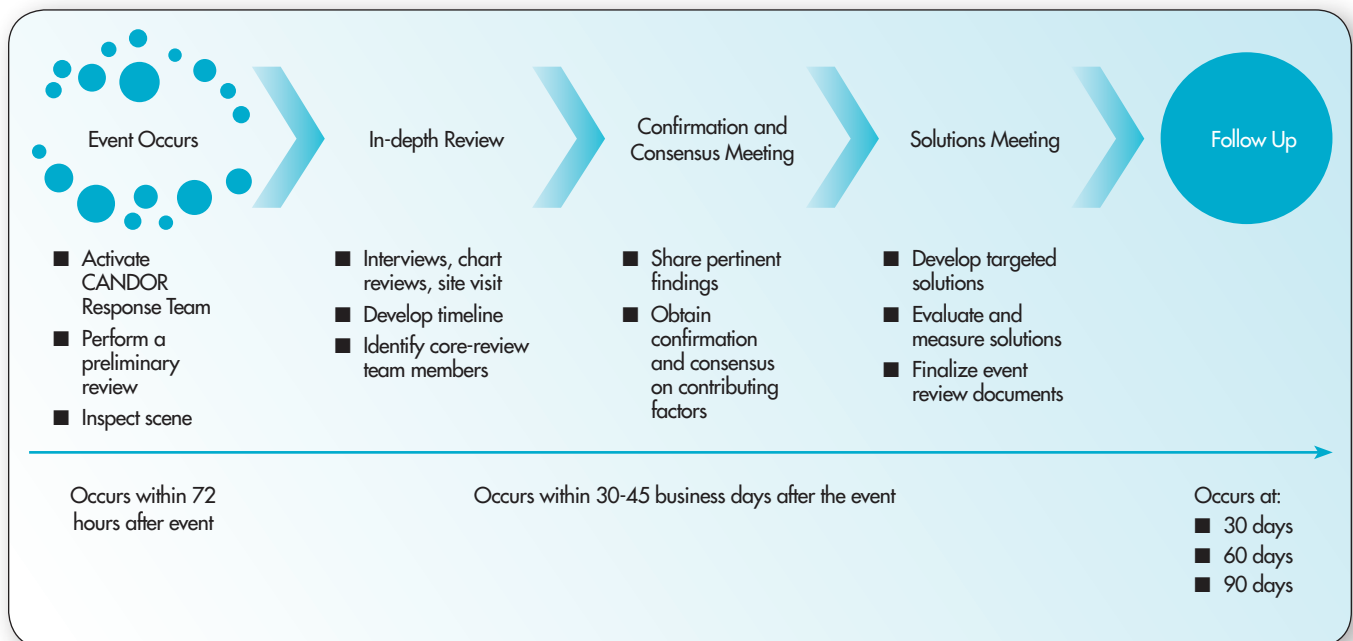 Event Occurs
In-depth Review
Confirmation and
Consensus Meeting
Solutions Meeting
Follow Up
■ Activate
CANDOR
Response Team
■ Perform a
preliminary
review
■ Inspect scene
■ Interviews, chart
reviews, site visit
■ Develop timeline
■ Identify core-review
team members
■ Share pertinent
findings
■ Obtain
confirmation
and consensus
on contributing
factors
■ Develop targeted
solutions
■ Evaluate and
measure solutions
■ Finalize event
review documents
Occurs within 72
hours after event
Occurs within 30-45 business days after the event
Occurs at:
■ 30 days
■ 60 days
■ 90 days